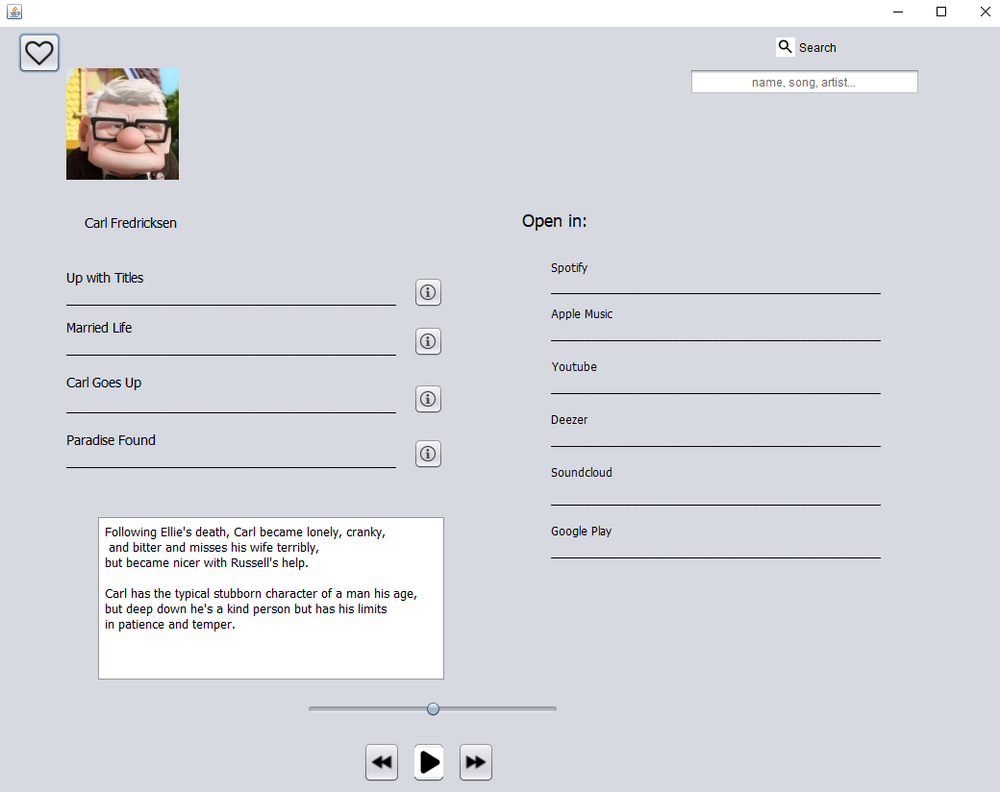 Search
name, song, artist...
Carl Fredricksen
Up with Titles
Married Life
Carl Goes Up
Paradise Found
Following Ellie's death, Carl became lonely, cranky,
and bitter and misses his wife terribly,
but became nicer with Russell's help.
Carl has the typical stubborn character of a man his age,
but deep down he's a kind person but has his limits
in patience and temper.
Open in:
Spotify
Apple Music
Youtube
Deezer
Soundcloud
Google Play